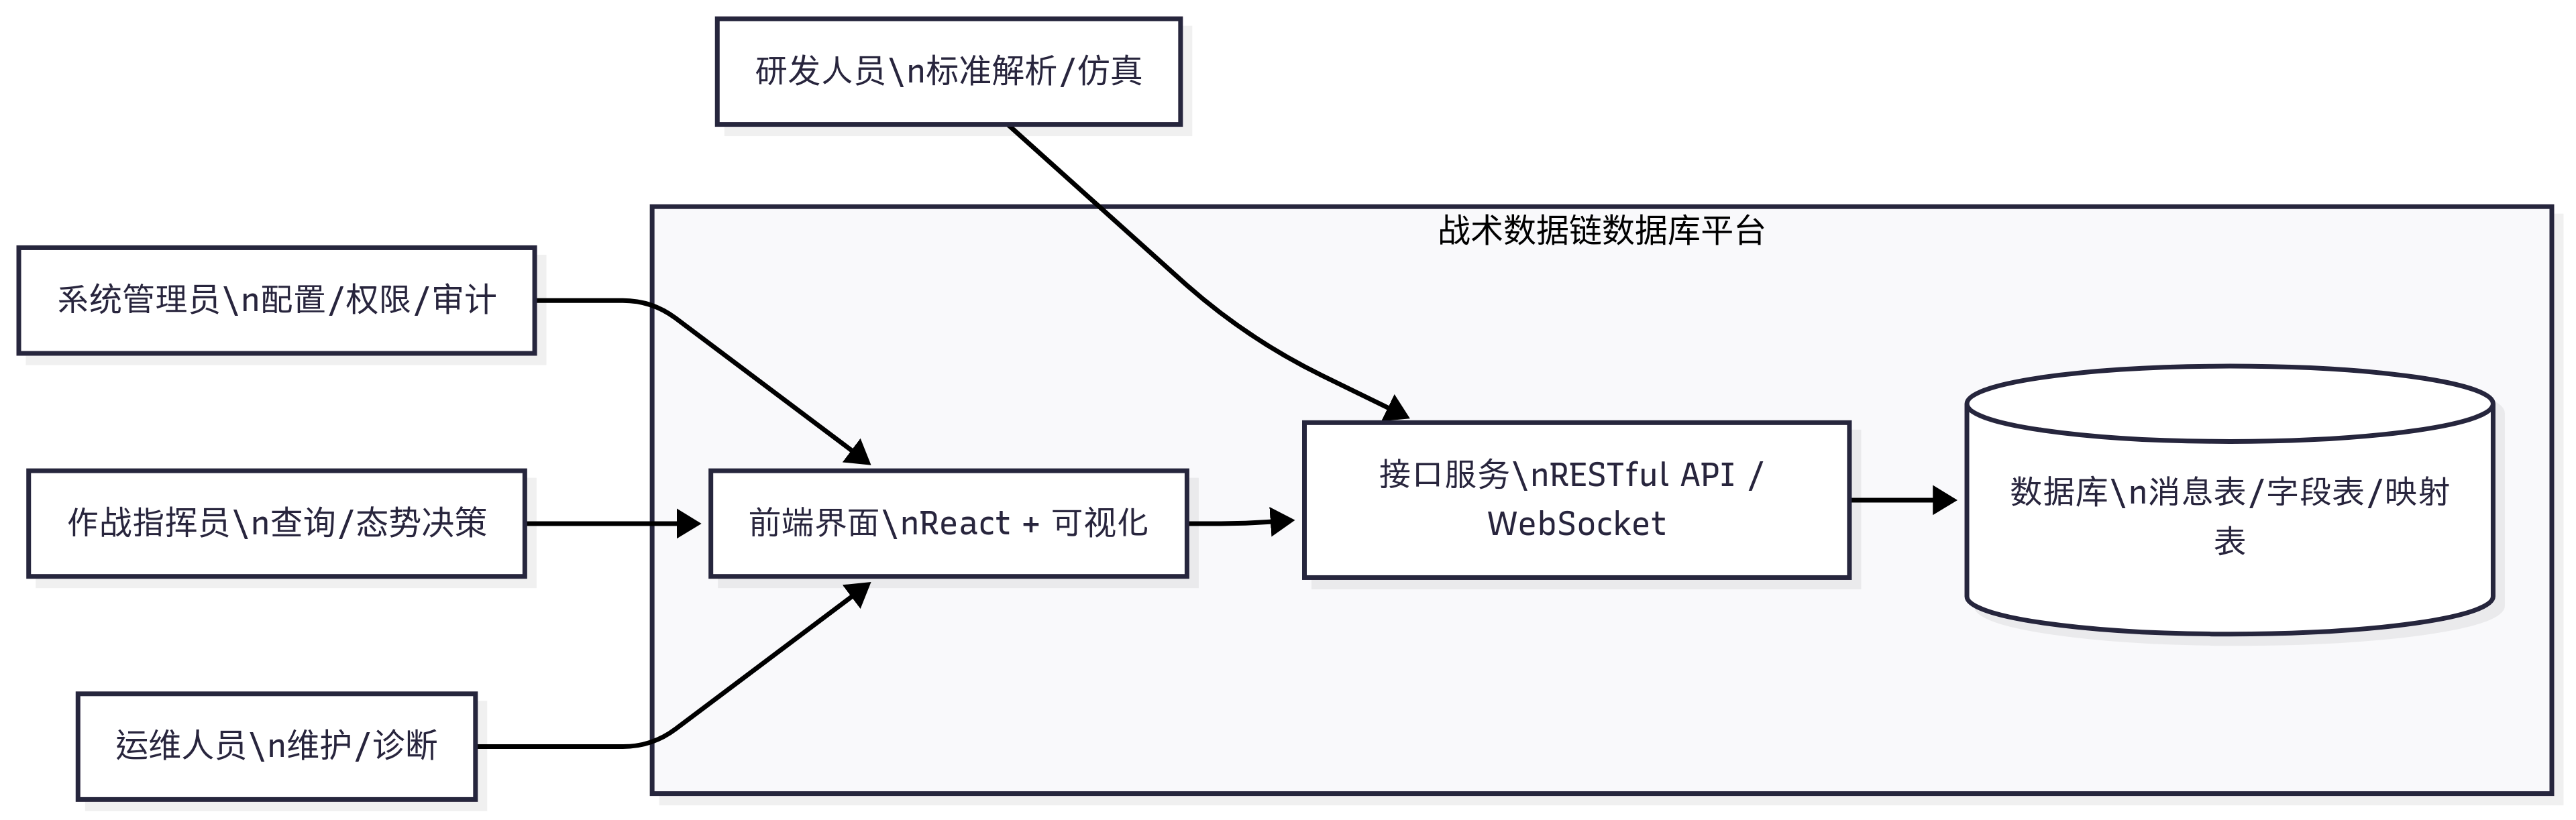 研发人员\n标准解析/仿真
战术数据链数据库平台
系统管理员\n配置/权限/审计
作战指挥员\n查询/态势决策
前端界面\nReact + 可视化
接口服务\nRESTful API /
WebSocket
数据库\n消息表/字段表/映射
表
运维人员\n维护/诊断